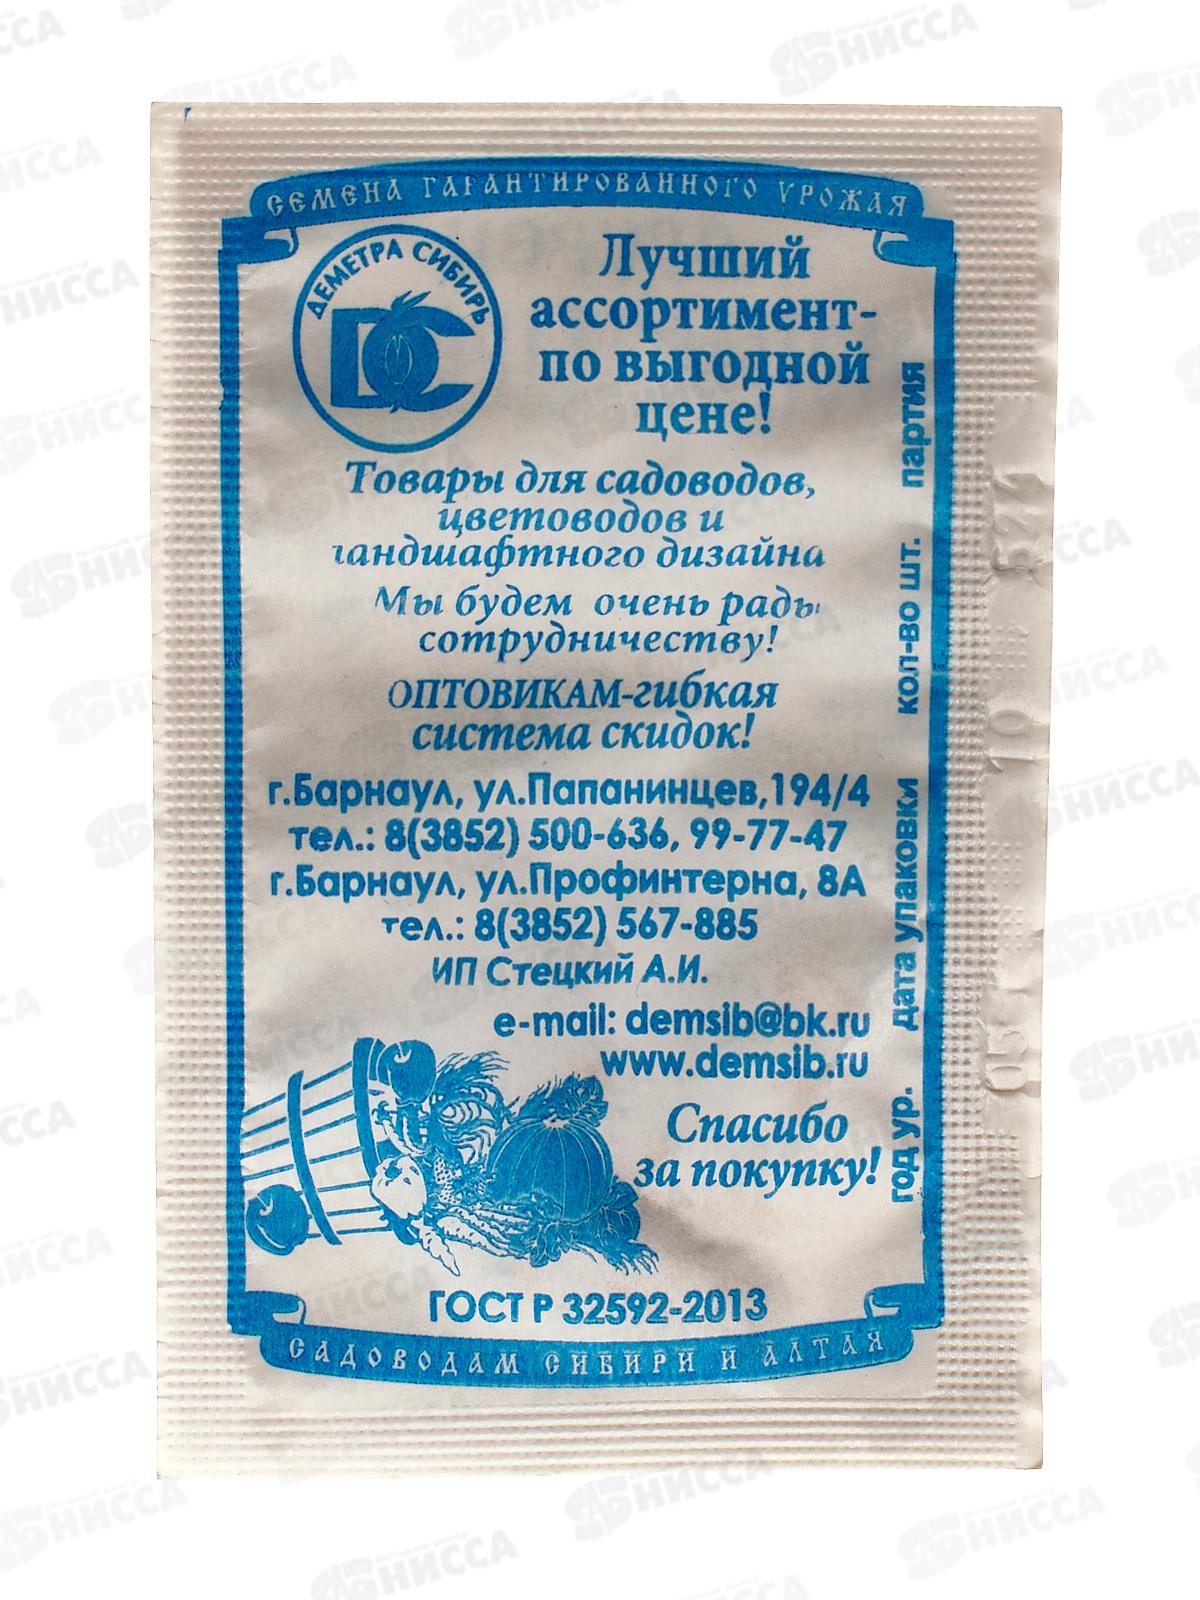 СЕМЕНА ГАРАНТИРОВАННОГО УРОЖАЯ
ДЕМЕТРА СИБИРЬ
DC
Лучший
ассортимент-
по выгодной
цене!
Товары для садоводов,
цветоводов и
ландшафтного дизайна
Мы будем очень рады
сотрудничеству!
ОПТОВИКАМ-гибкая
система скидок!
г.Барнаул, ул.Папанинцев,194/4
тел.: 8(3852) 500-636, 99-77-47
г.Барнаул, ул.Профинтерна, 8А
тел.: 8(3852) 567-885
ИП Стецкий А.И.
e-mail: demsib@bk.ru
www.demsib.ru
Спасибо
за покупку!
ГОСТ Р 32592-2013
САДОВОДАМ СИБИРИ И АЛТАЯ
год ур. дата упаковки кол-во шт. партия
НИССА